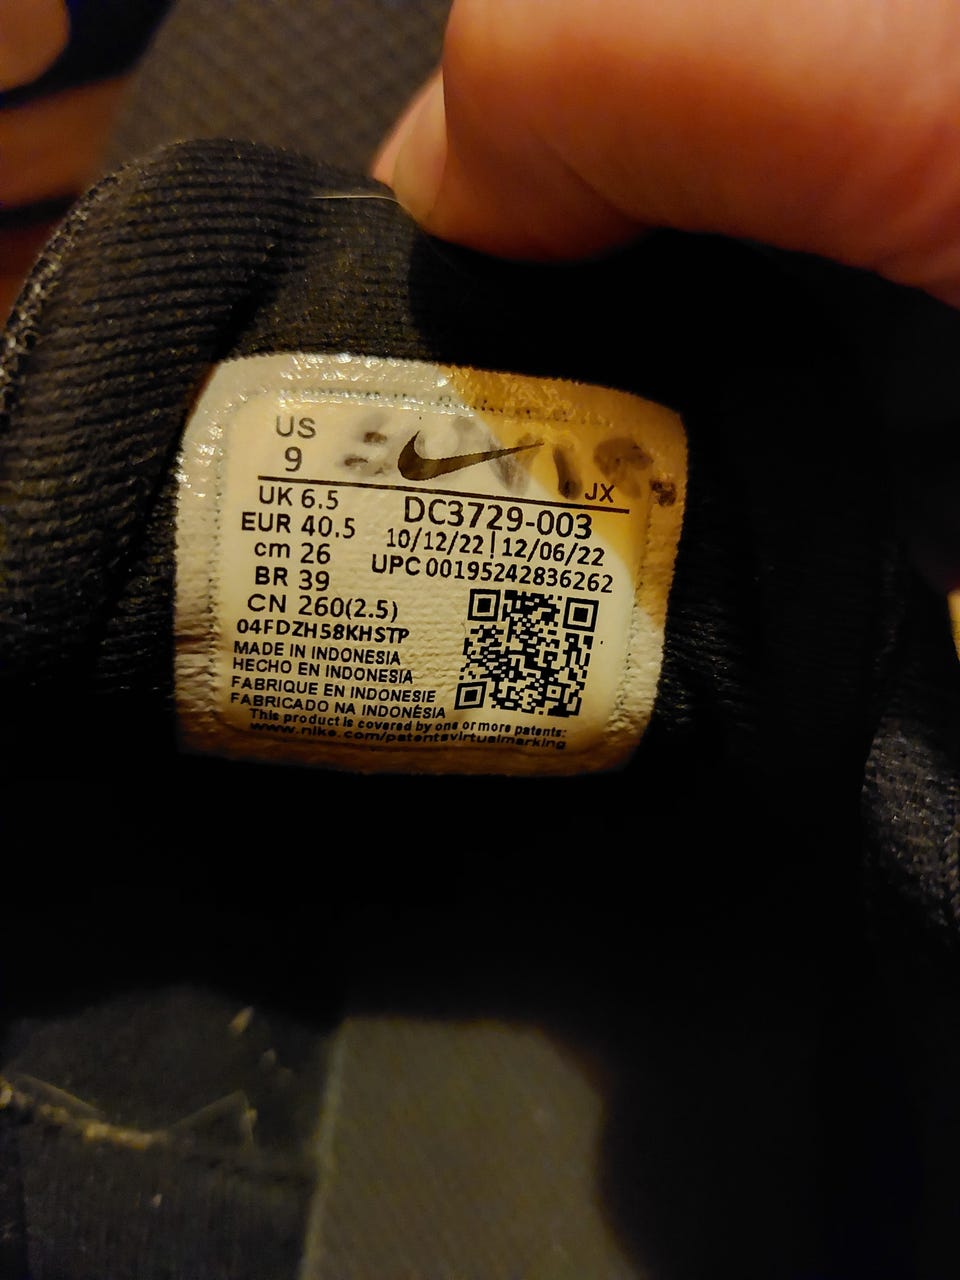 US
9
JX
UK 6.5
EUR 40.5
cm 26
BR 39
CN 260(2.5)
DC3729-003
10/12/22 | 12/06/22
UPC 00195242836262
04FDZH58KHSTP
MADE IN INDONESIA
HECHO EN INDONESIA
FABRIQUE EN INDONESIE
FABRICADO NA INDONÉSIA
This product is covered by one or more patents:
www.nike.com/patentsvirtualmarking